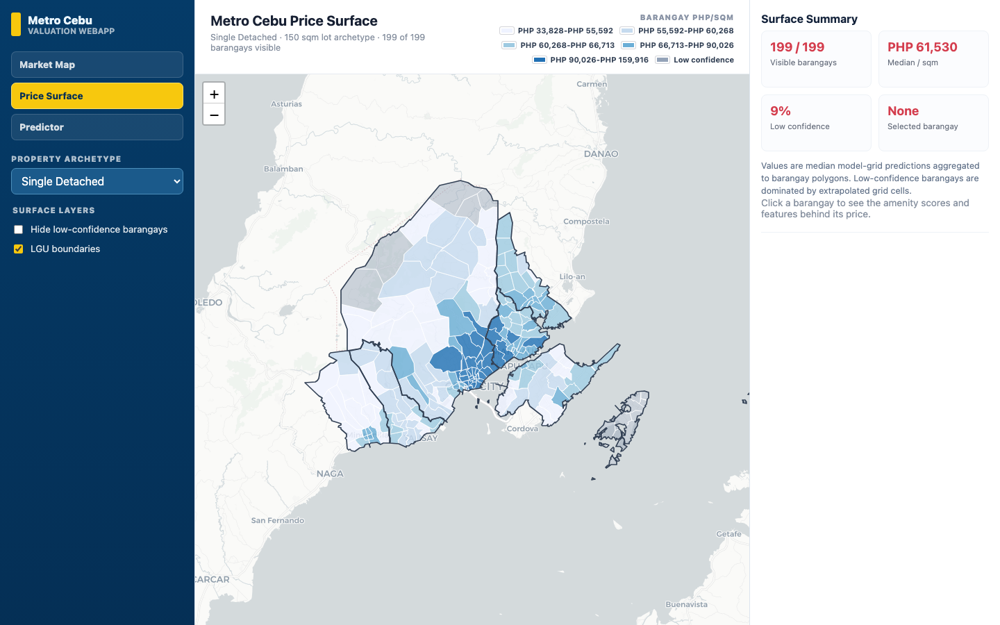 Metro Cebu
VALUATION WEBAPP
Market Map
Price Surface
Predictor
PROPERTY ARCHETYPE
Single Detached
SURFACE LAYERS
Hide low-confidence barangays
LGU boundaries
Metro Cebu Price Surface
Single Detached · 150 sqm lot archetype · 199 of 199
barangays visible
BARANGAY PHP/SQM
PHP 33,828-PHP 55,592 PHP 55,592-PHP 60,268
PHP 60,268-PHP 66,713 PHP 66,713-PHP 90,026
PHP 90,026-PHP 159,916 Low confidence
+
−
Carmen
Asturias
DANAO
Balamban
Compostela
Lilo-an
OLEDO
CITY
Cordova
NAGA
San Fernando
Getafe
CARCAR
Buenavista
Surface Summary
199 / 199
Visible barangays
PHP 61,530
Median / sqm
9%
Low confidence
None
Selected barangay
Values are median model-grid predictions aggregated
to barangay polygons. Low-confidence barangays are
dominated by extrapolated grid cells.
Click a barangay to see the amenity scores and
features behind its price.